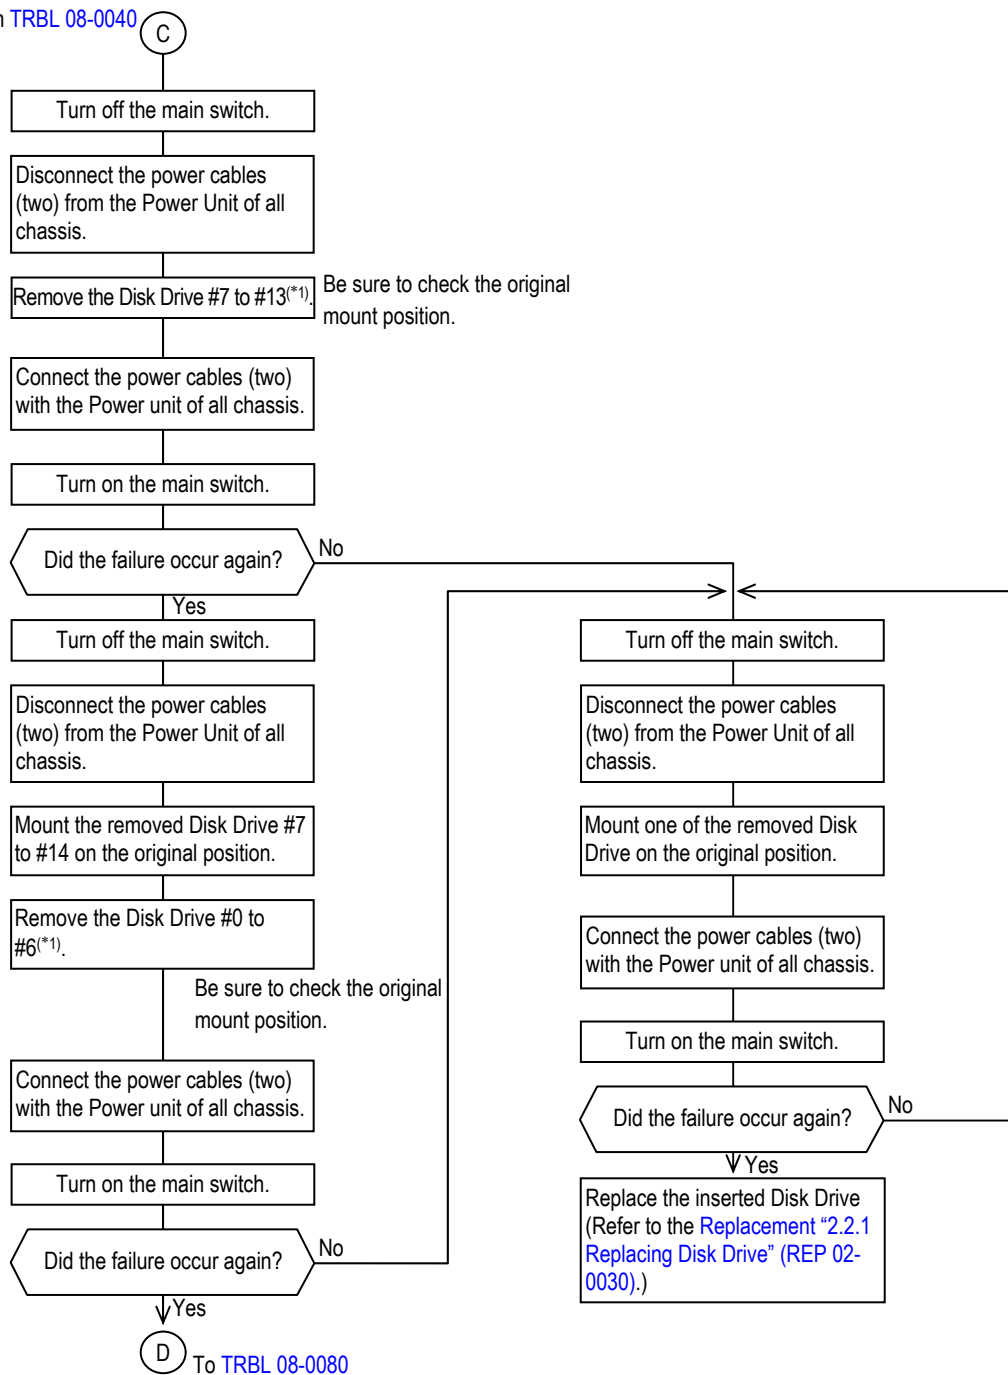 TRBL 08-0040
C
Turn off the main switch.
Disconnect the power cables
(two) from the Power Unit of all
chassis.
Remove the Disk Drive #7 to #13(*1).
Be sure to check the original
mount position.
Connect the power cables (two)
with the Power unit of all chassis.
Turn on the main switch.
Did the failure occur again?
No
Yes
Turn off the main switch.
Disconnect the power cables
(two) from the Power Unit of all
chassis.
Mount the removed Disk Drive #7
to #14 on the original position.
Remove the Disk Drive #0 to
#6(*1).
Be sure to check the original
mount position.
Connect the power cables (two)
with the Power unit of all chassis.
Turn on the main switch.
Did the failure occur again?
No
Yes
D
To TRBL 08-0080
Turn off the main switch.
Disconnect the power cables
(two) from the Power Unit of all
chassis.
Mount one of the removed Disk
Drive on the original position.
Connect the power cables (two)
with the Power unit of all chassis.
Turn on the main switch.
Did the failure occur again?
No
Yes
Replace the inserted Disk Drive
(Refer to the Replacement “2.2.1
Replacing Disk Drive” (REP 02-
0030).)